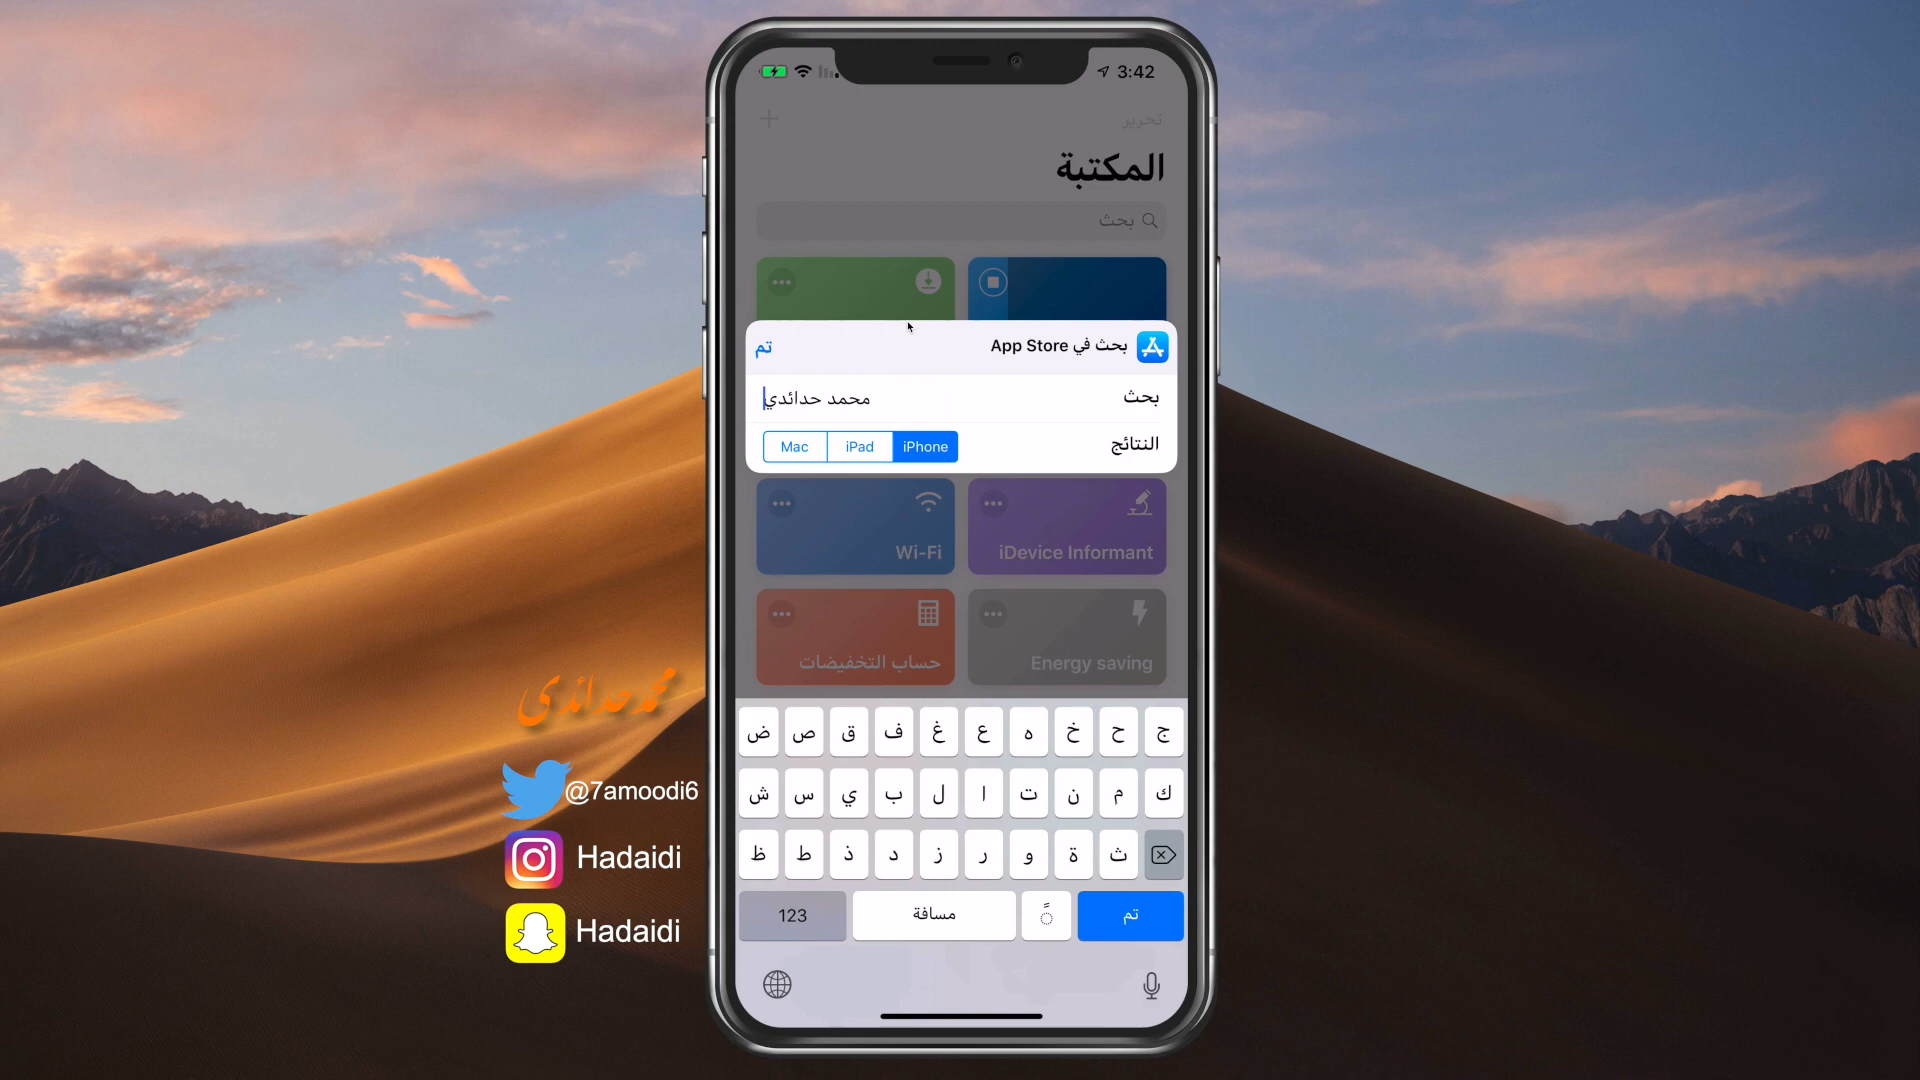 3:42
تحرير
المكتبة
بحث
بحث في App Store
تم
بحث
محمد حدائدي
النتائج
iPhone
iPad
Mac
iDevice Informant
Wi-Fi
Energy saving
حساب التخفيضات
ض ص ق ف غ ع ه خ ح ج
ش س ي ب ل ا ت ن م ك
ظ ط ذ د ز ر و ة ث
123
مسافة
تم
محمد حدائدى
@7amoodi6
Hadaidi
Hadaidi